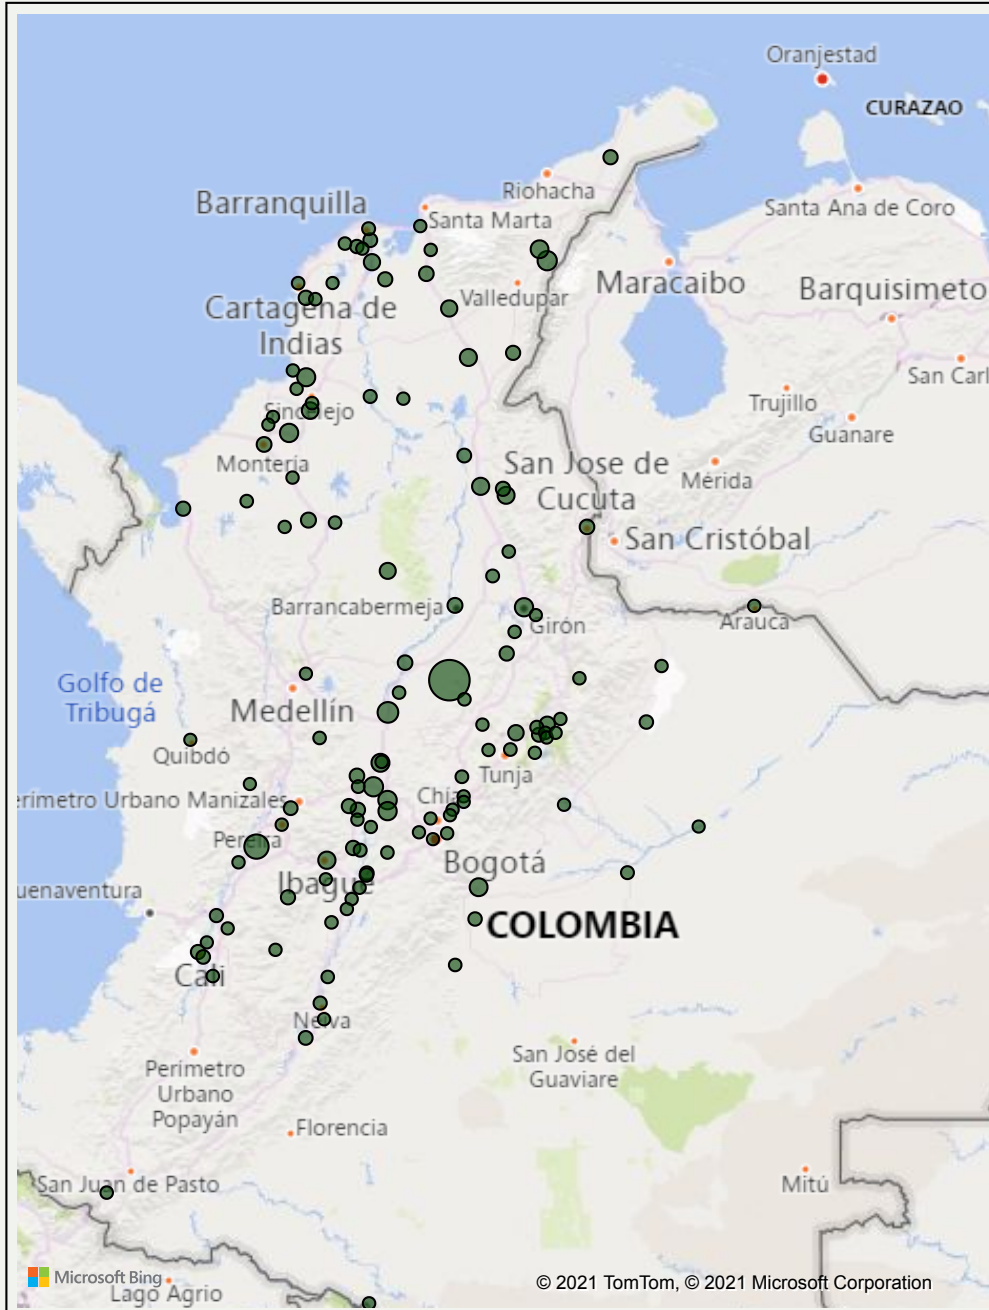 Oranjestad
CURAZAO
Riohacha
Barranquilla
Santa Marta
Santa Ana de Coro
Maracaibo
Valledupar
Barquisimeto
Cartagena de
Indias
San Carl
Trujillo
Sincelejo
Guanare
Montería
San Jose de
Cucuta
Mérida
San Cristóbal
Barrancabermeja
Girón
Arauca
Golfo de
Tribugá
Medellín
Quibdó
Tunja
erímetro Urbano Manizales
Chía
Pereira
Bogotá
Ibague
uenaventura
COLOMBIA
Cali
Neiva
San José del
Guaviare
Perímetro
Urbano
Popayán
Florencia
San Juan de Pasto
Mitú
Microsoft Bing
Lago Agrio
© 2021 TomTom, © 2021 Microsoft Corporation